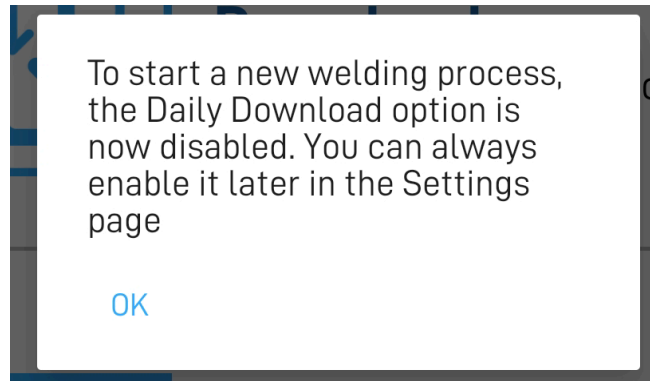 To start a new welding process,
the Daily Download option is
now disabled. You can always
enable it later in the Settings
page
OK